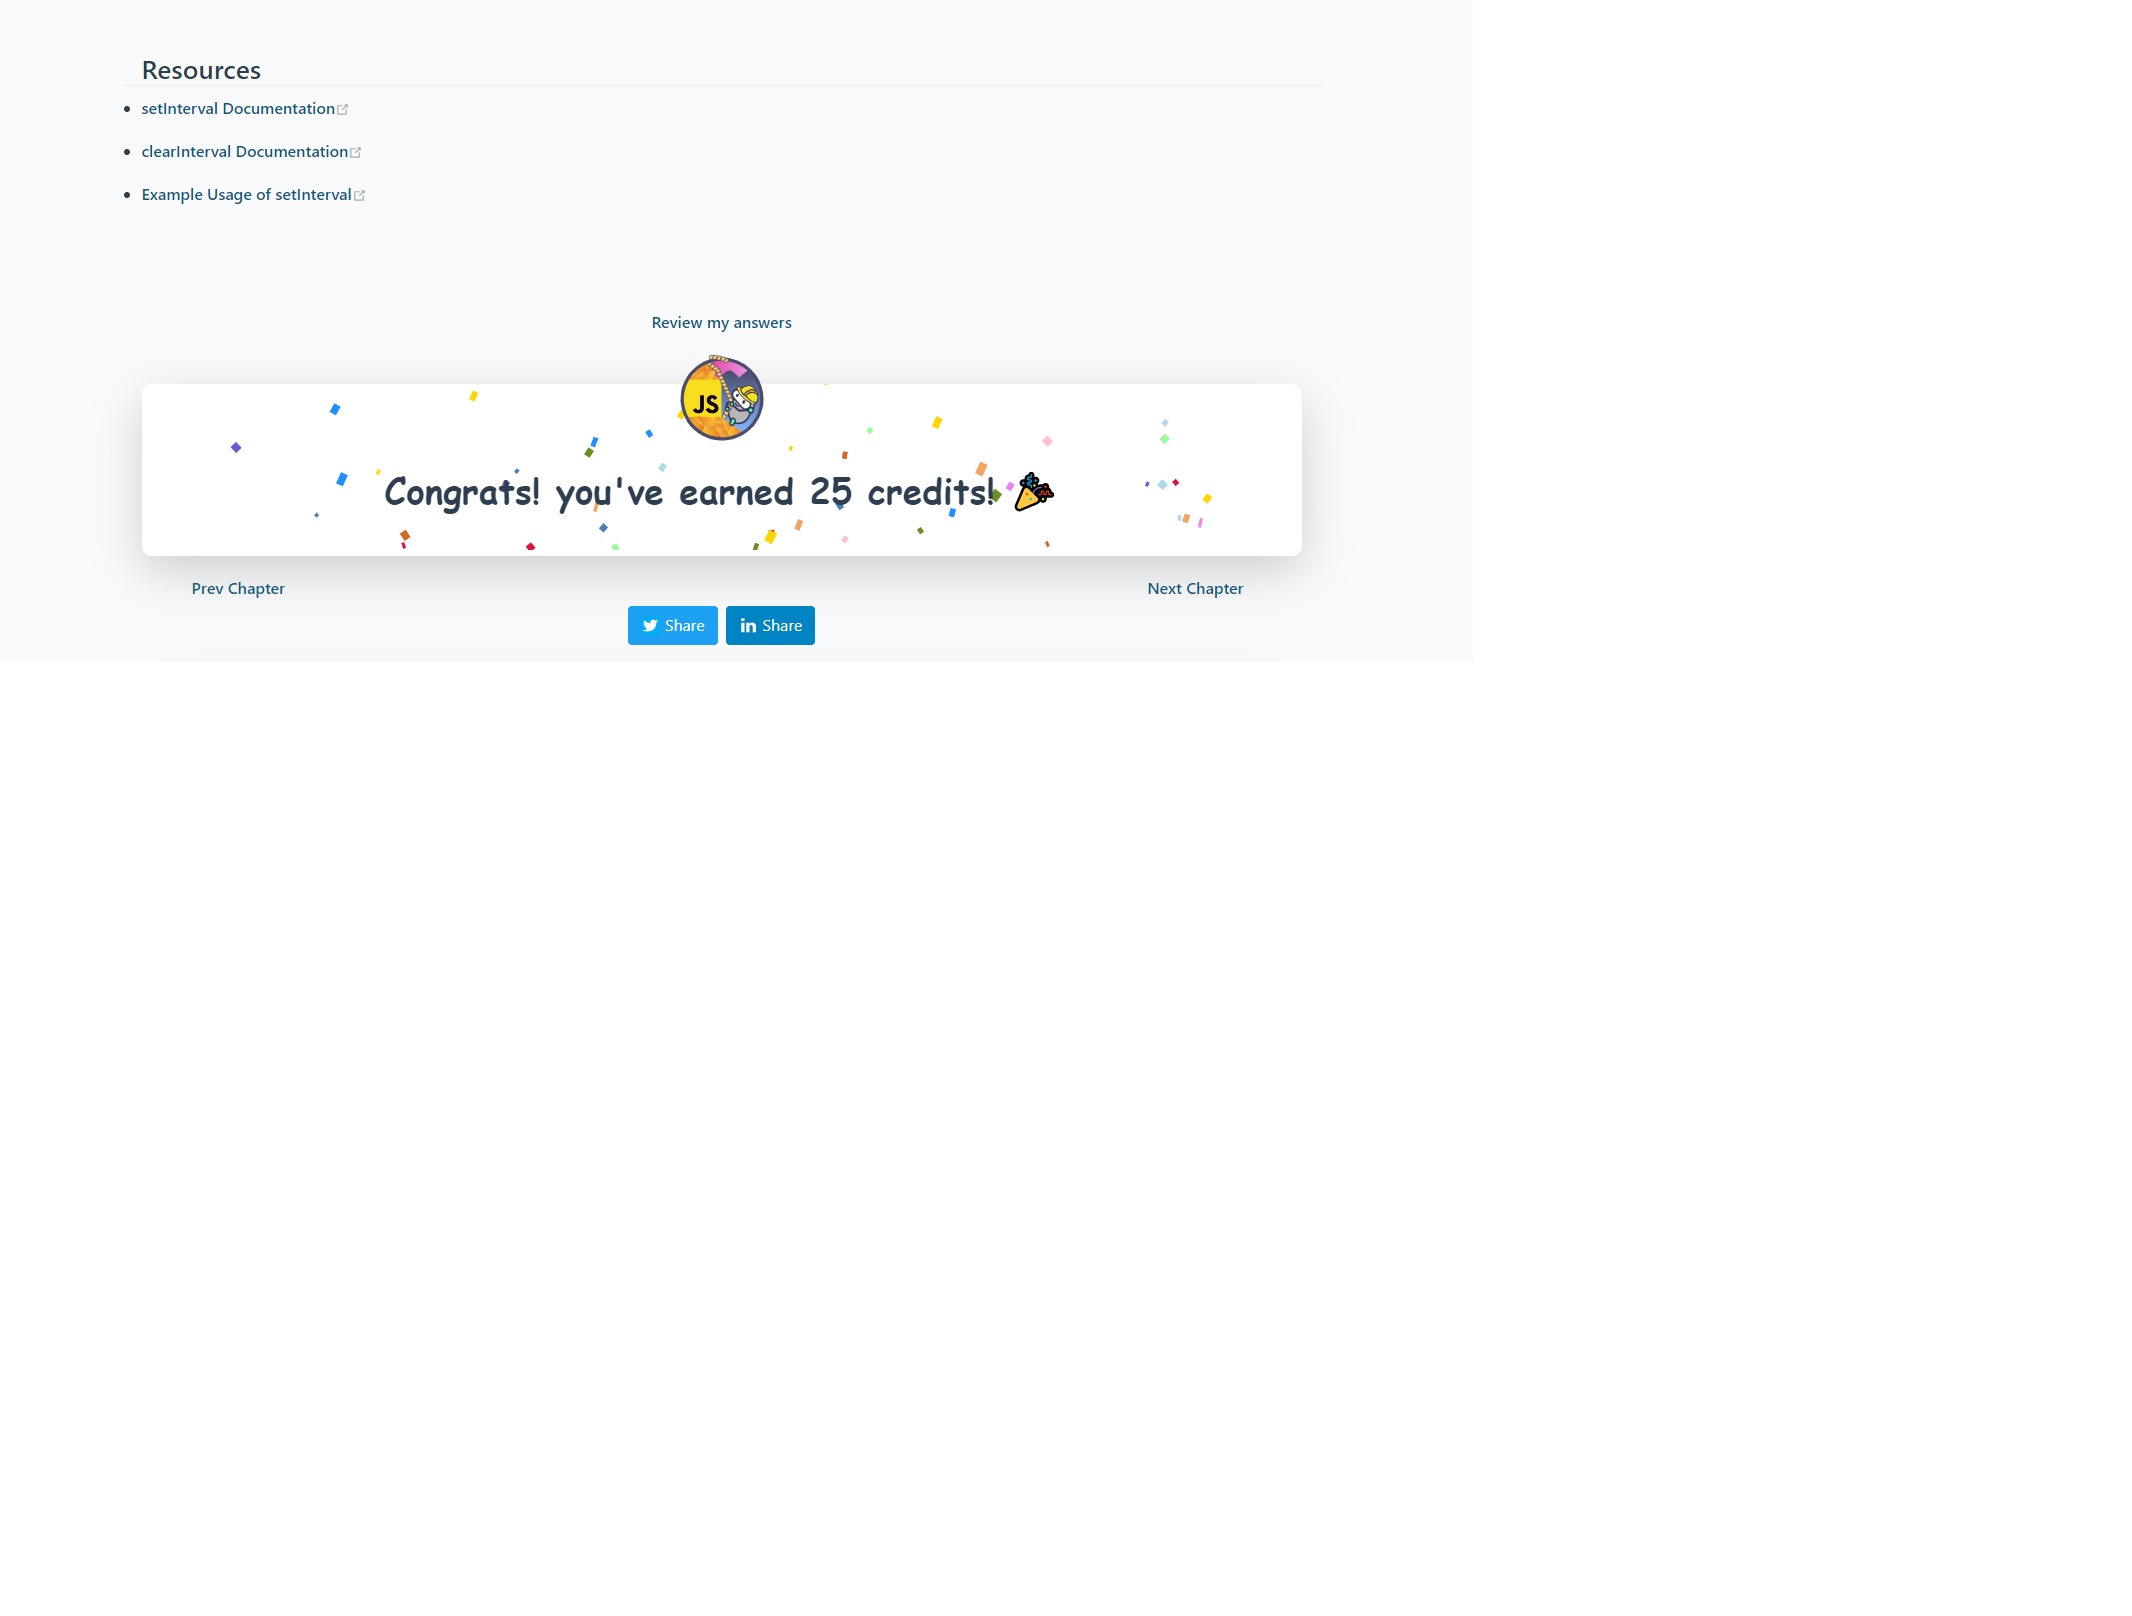 Resources
setInterval Documentation
clearInterval Documentation
Example Usage of setInterval
Review my answers
JS
Congrats! you've earned 25 credits! 🎉
Prev Chapter
Next Chapter
Share
Share